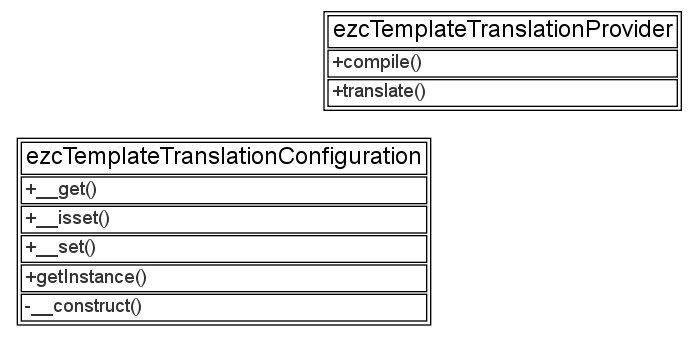 ezcTemplateTranslationProvider
+compile()
+translate()
ezcTemplateTranslationConfiguration
+__get()
+__isset()
+__set()
+getInstance()
-__construct()